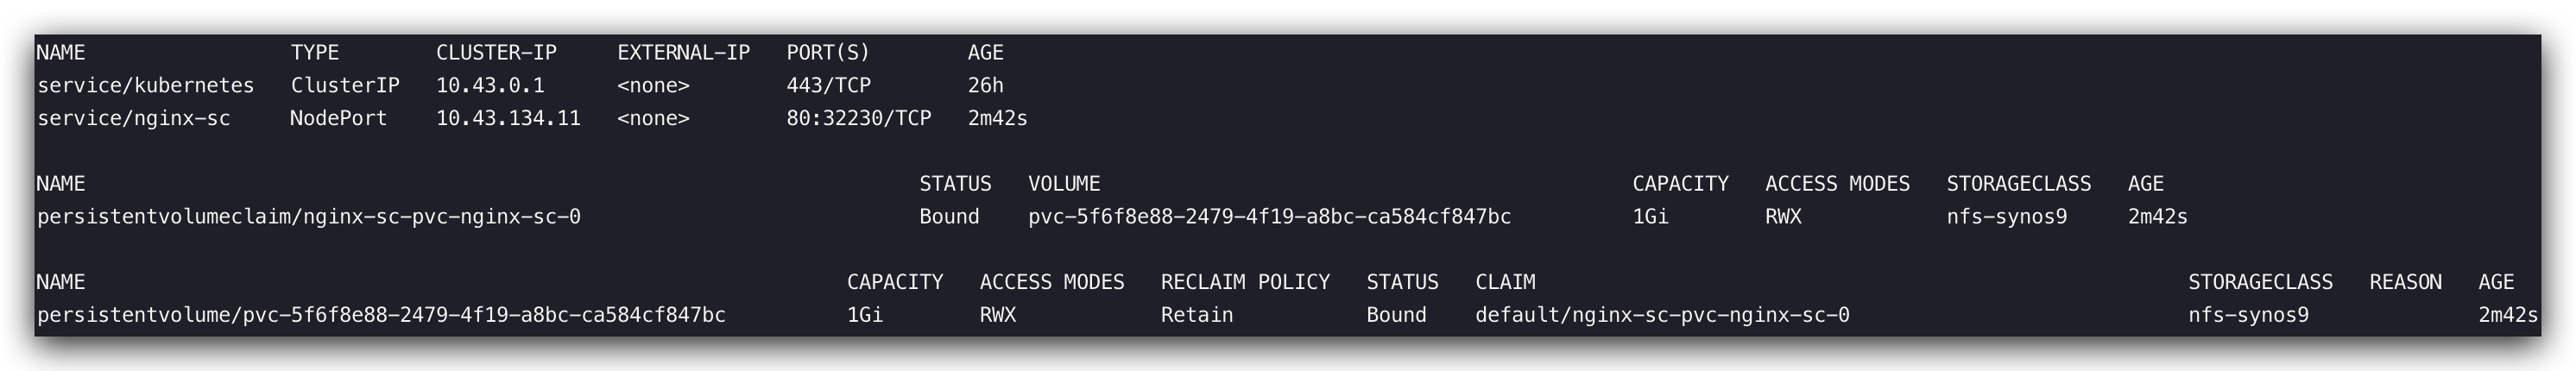 NAME                 TYPE        CLUSTER-IP     EXTERNAL-IP   PORT(S)        AGE
service/kubernetes   ClusterIP   10.43.0.1      <none>        443/TCP        26h
service/nginx-sc     NodePort    10.43.134.11   <none>        80:32230/TCP   2m42s
NAME                                                                     STATUS   VOLUME                                            CAPACITY   ACCESS MODES   STORAGECLASS   AGE
persistentvolumeclaim/nginx-sc-pvc-nginx-sc-0                            Bound    pvc-5f6f8e88-2479-4f19-a8bc-ca584cf847bc          1Gi        RWX            nfs-synos9     2m42s
NAME                                                               CAPACITY   ACCESS MODES   RECLAIM POLICY   STATUS   CLAIM                                                      STORAGECLASS   REASON   AGE
persistentvolume/pvc-5f6f8e88-2479-4f19-a8bc-ca584cf847bc          1Gi        RWX            Retain           Bound    default/nginx-sc-pvc-nginx-sc-0                            nfs-synos9              2m42s